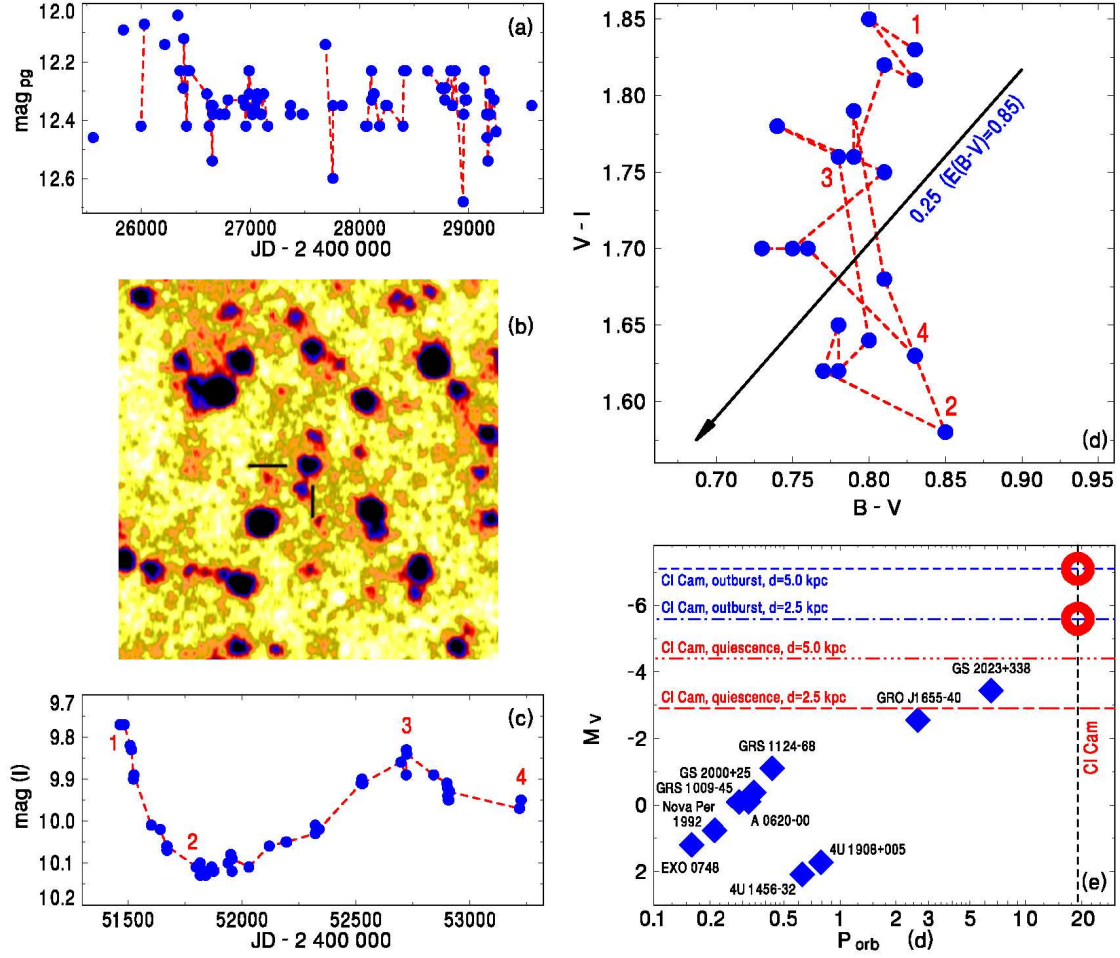 (a)
12.0
12.2
12.4
12.6
mag pg
26000 27000 28000 29000
JD - 2 400 000
(b)
(c)
9.7
9.8
9.9
10.0
10.1
10.2
mag (I)
1
2
3
4
51500 52000 52500 53000
JD - 2 400 000
1.85
1.80
1.75
1.70
1.65
1.60
V - I
1
3
4
2
0.25 (E(B-V)=0.85)
(d)
0.70 0.75 0.80 0.85 0.90 0.95
B - V
-6
-4
-2
0
2
M V
CI Cam, outburst, d=5.0 kpc
CI Cam, outburst, d=2.5 kpc
CI Cam, quiescence, d=5.0 kpc
GS 2023+338
CI Cam, quiescence, d=2.5 kpc
GRO J1655-40
GRS 1124-68
GS 2000+25
GRS 1009-45
Nova Per
1992
A 0620-00
EXO 0748
4U 1908+005
4U 1456-32
CI Cam
(e)
0.1 0.2 0.5 1 2 3 5 10 20
P orb (d)